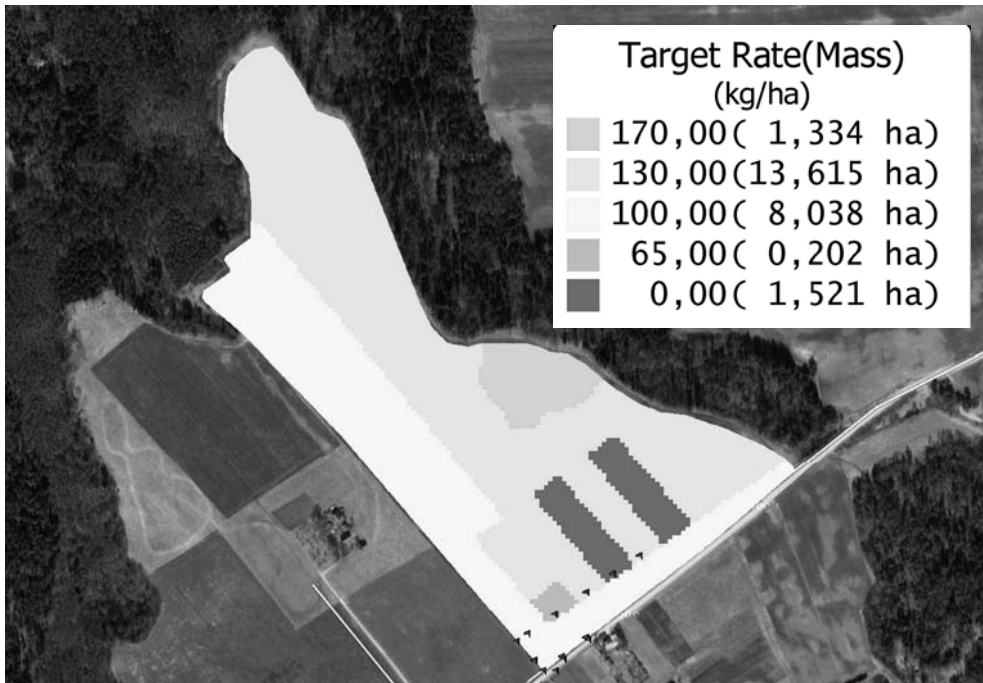 Target Rate(Mass)
(kg/ha)
170,00( 1,334 ha)
130,00(13,615 ha)
100,00( 8,038 ha)
65,00( 0,202 ha)
0,00( 1,521 ha)